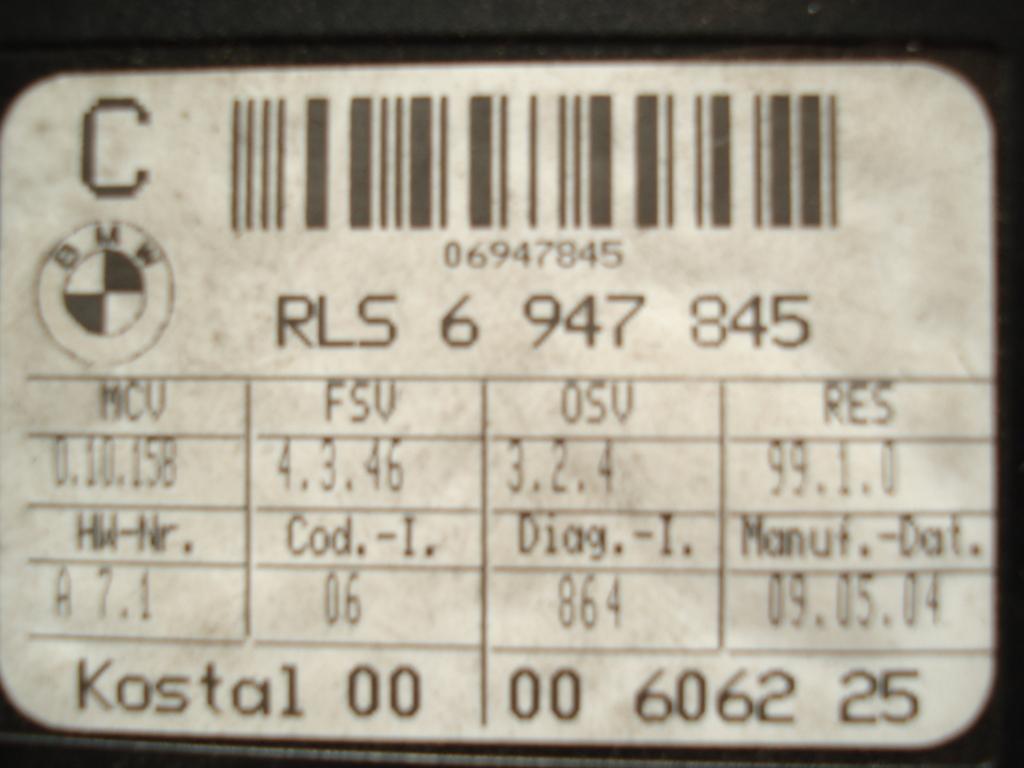 C
BMW
06947845
RLS 6 947 845
MCV FSV OSV RES
0.10.158 4.3.46 3.2.4 99.1.0
HW-Nr. Cod.-I. Diag.-I. Manuf.-Dat.
A 7.1 06 864 09.05.04
Kostal 00 00 6062 25